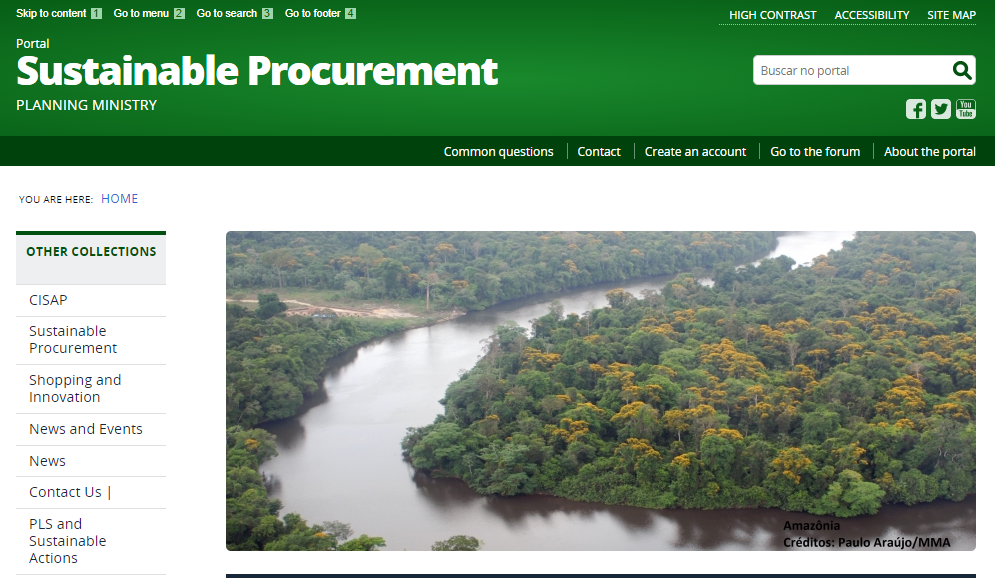 Skip to content 1 Go to menu 2 Go to search 3 Go to footer 4
HIGH CONTRAST ACCESSIBILITY SITE MAP
Portal
Sustainable Procurement
PLANNING MINISTRY
Buscar no portal
You Tube
Common questions Contact Create an account Go to the forum About the portal
YOU ARE HERE: HOME
OTHER COLLECTIONS
CISAP
Sustainable
Procurement
Shopping and
Innovation
News and Events
News
Contact Us |
PLS and
Sustainable
Actions
Amazônia
Créditos: Paulo Araújo/MMA